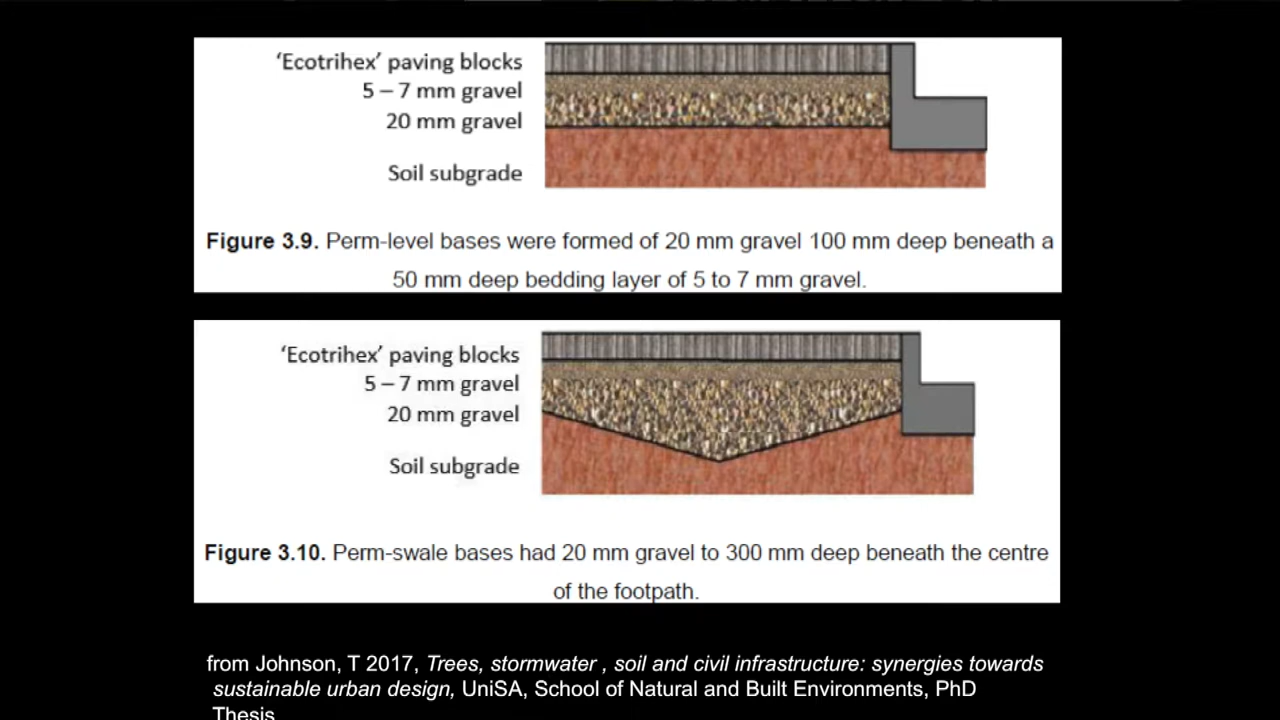 ‘Ecotrihex’ paving blocks
5 – 7 mm gravel
20 mm gravel
Soil subgrade
Figure 3.9. Perm-level bases were formed of 20 mm gravel 100 mm deep beneath a
50 mm deep bedding layer of 5 to 7 mm gravel.
‘Ecotrihex’ paving blocks
5 – 7 mm gravel
20 mm gravel
Soil subgrade
Figure 3.10. Perm-swale bases had 20 mm gravel to 300 mm deep beneath the centre
of the footpath.
from Johnson, T 2017, Trees, stormwater , soil and civil infrastructure: synergies towards
sustainable urban design, UniSA, School of Natural and Built Environments, PhD
Thesis